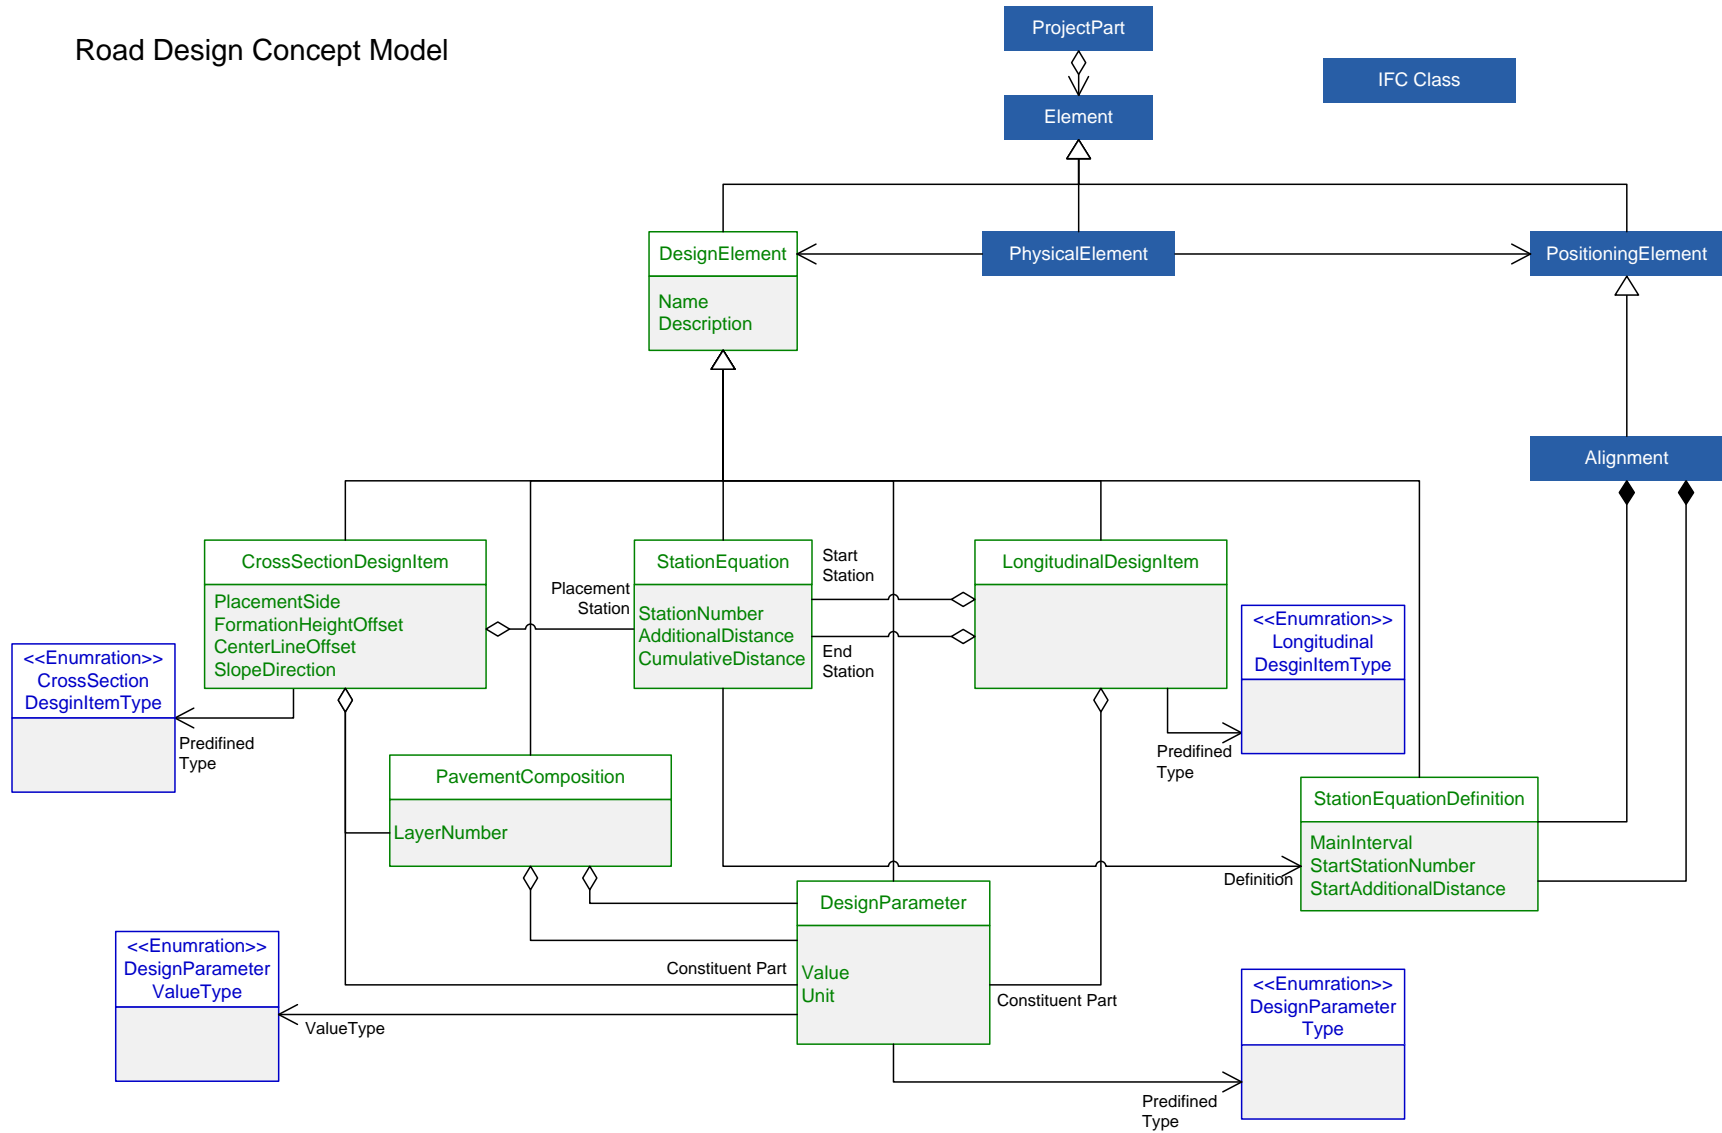 Road Design Concept Model
ProjectPart
IFC Class
Element
DesignElement
Name
Description
PhysicalElement
PositioningElement
Alignment
CrossSectionDesignItem
PlacementSide
FormationHeightOffset
CenterLineOffset
SlopeDirection
Placement
Station
StationEquation
StationNumber
AdditionalDistance
CumulativeDistance
Start
Station
End
Station
LongitudinalDesignItem
<<Enumration>>
Longitudinal
DesginItemType
<<Enumration>>
CrossSection
DesginItemType
Predifined
Type
Predifined
Type
PavementComposition
LayerNumber
StationEquationDefinition
MainInterval
StartStationNumber
StartAdditionalDistance
Definition
DesignParameter
Value
Unit
Constituent Part
Constituent Part
<<Enumration>>
DesignParameter
ValueType
ValueType
<<Enumration>>
DesignParameter
Type
Predifined
Type